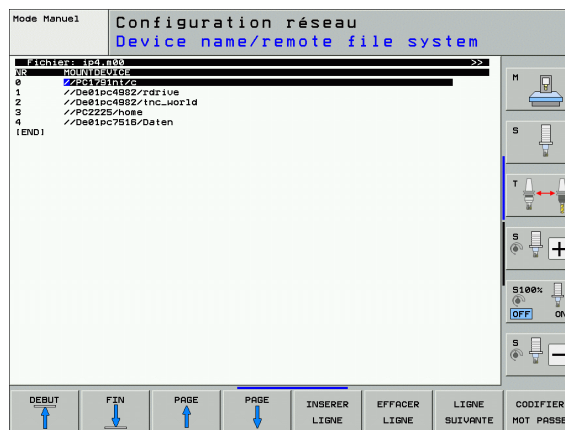 Mode Manuel
Configuration réseau
Device name/remote file system
Fichier: ip4.m00 >>
NR MOUNTDEVICE
0 //PC1791nt/c
1 //De01pc4982/rdrive
2 //De01pc4982/tnc_world
3 //PC2225/home
4 //De01pc7516/Daten
[END]
M
S
T
S
+
S100%
OFF ON
S
-
DEBUT
FIN
PAGE
PAGE
INSERER LIGNE
EFFACER LIGNE
LIGNE SUIVANTE
CODIFIER MOT PASSE